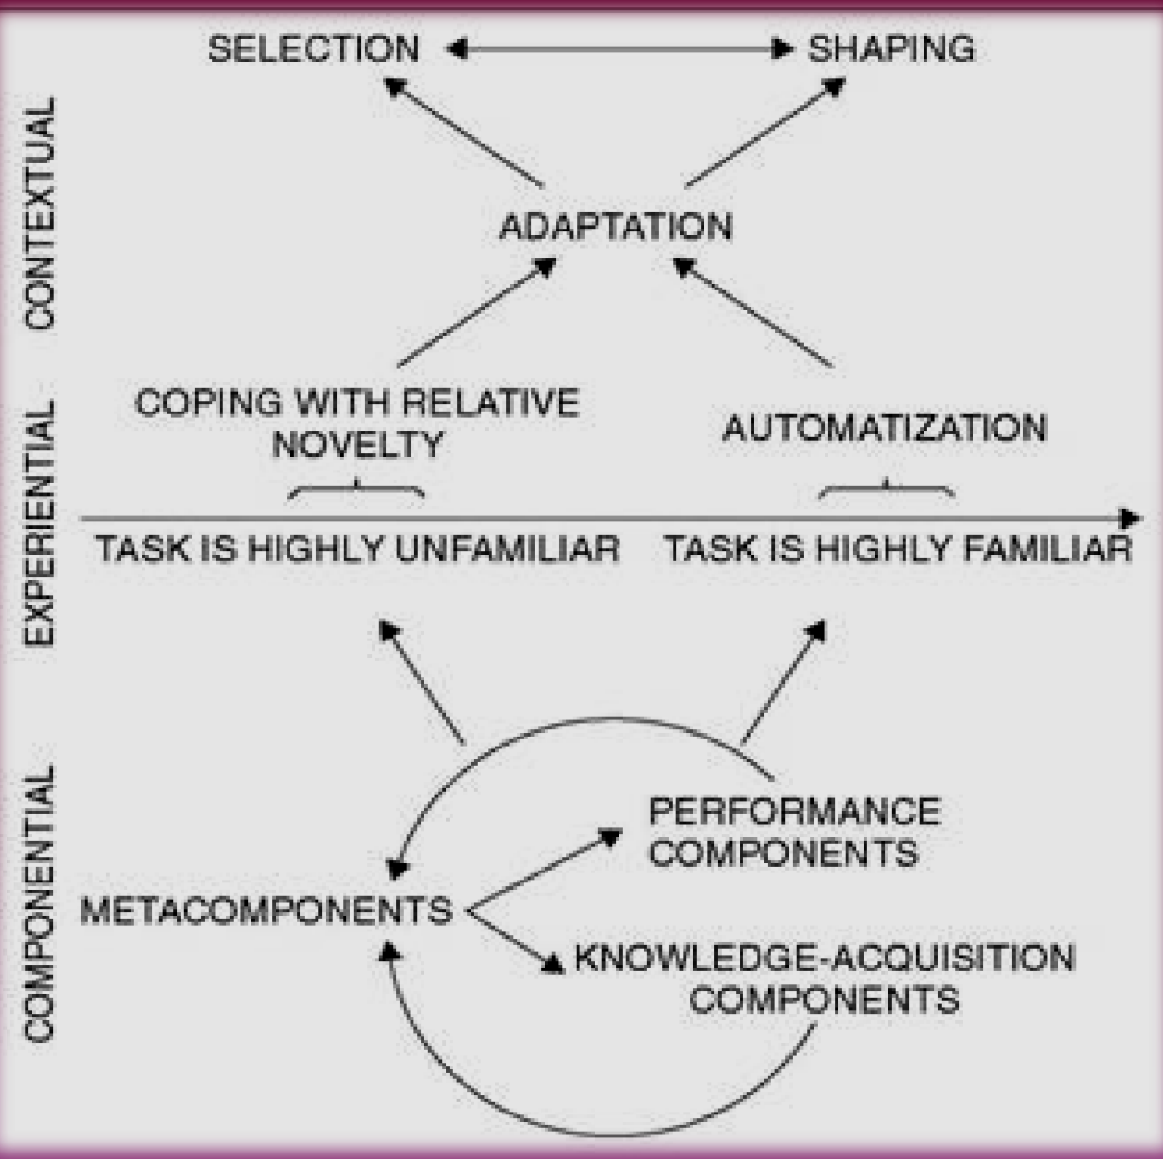 SELECTION
SHAPING
CONTEXTUAL
ADAPTATION
COPING WITH RELATIVE
NOVELTY
AUTOMATIZATION
EXPERIENTIAL
TASK IS HIGHLY UNFAMILIAR
TASK IS HIGHLY FAMILIAR
COMPONENTIAL
PERFORMANCE
COMPONENTS
METACOMPONENTS
KNOWLEDGE-ACQUISITION
COMPONENTS